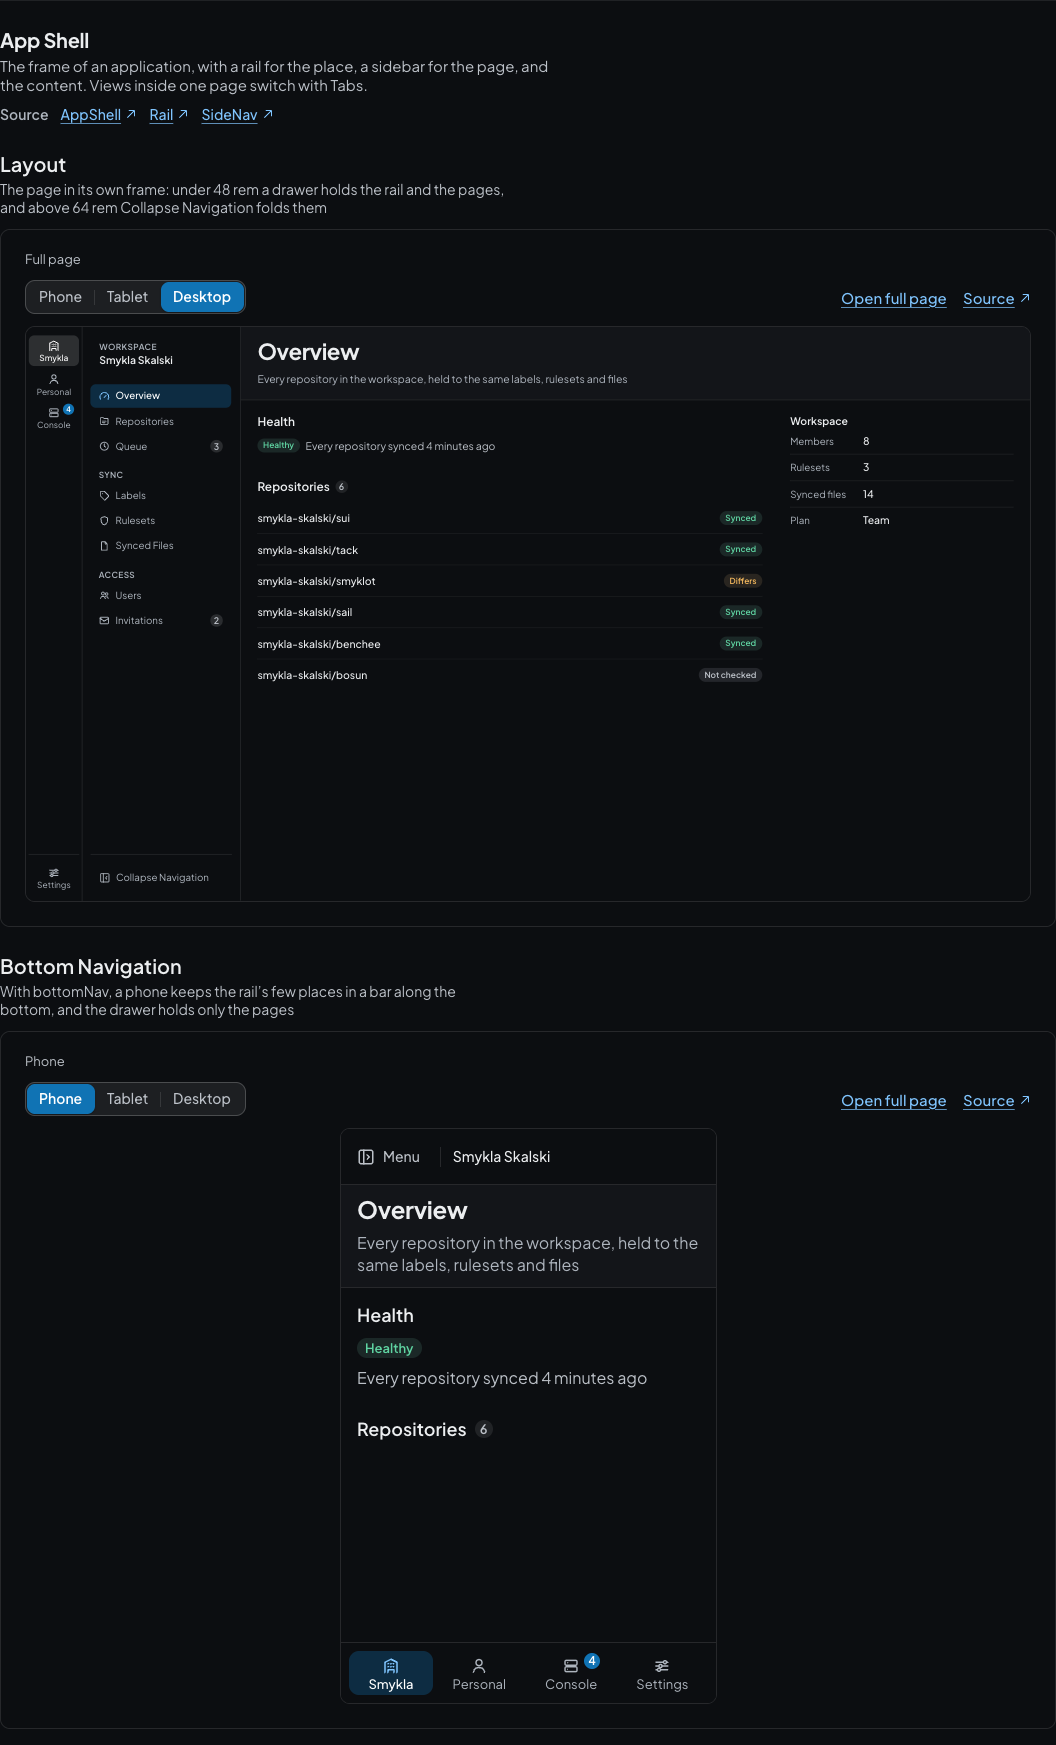 App Shell
The frame of an application, with a rail for the place, a sidebar for the page, and
the content. Views inside one page switch with Tabs.
Source AppShell ↗ Rail ↗ SideNav ↗
Layout
The page in its own frame: under 48 rem a drawer holds the rail and the pages,
and above 64 rem Collapse Navigation folds them
Full page
Phone Tablet Desktop
Open full page Source ↗
Smykla
Personal
4
Console
Settings
WORKSPACE
Smykla Skalski
Overview
Repositories
Queue 3
SYNC
Labels
Rulesets
Synced Files
ACCESS
Users
Invitations 2
Collapse Navigation
Overview
Every repository in the workspace, held to the same labels, rulesets and files
Health
Healthy Every repository synced 4 minutes ago
Repositories 6
smykla-skalski/sui Synced
smykla-skalski/tack Synced
smykla-skalski/smyklot Differs
smykla-skalski/sail Synced
smykla-skalski/benchee Synced
smykla-skalski/bosun Not checked
Workspace
Members 8
Rulesets 3
Synced files 14
Plan Team
Bottom Navigation
With bottomNav, a phone keeps the rail's few places in a bar along the
bottom, and the drawer holds only the pages
Phone
Phone Tablet Desktop
Open full page Source ↗
Menu Smykla Skalski
Overview
Every repository in the workspace, held to the
same labels, rulesets and files
Health
Healthy
Every repository synced 4 minutes ago
Repositories 6
4
Smykla Personal Console Settings